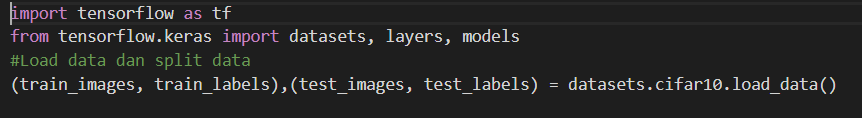 import tensorflow as tf
from tensorflow.keras import datasets, layers, models
#Load data dan split data
(train_images, train_labels),(test_images, test_labels) = datasets.cifar10.load_data()